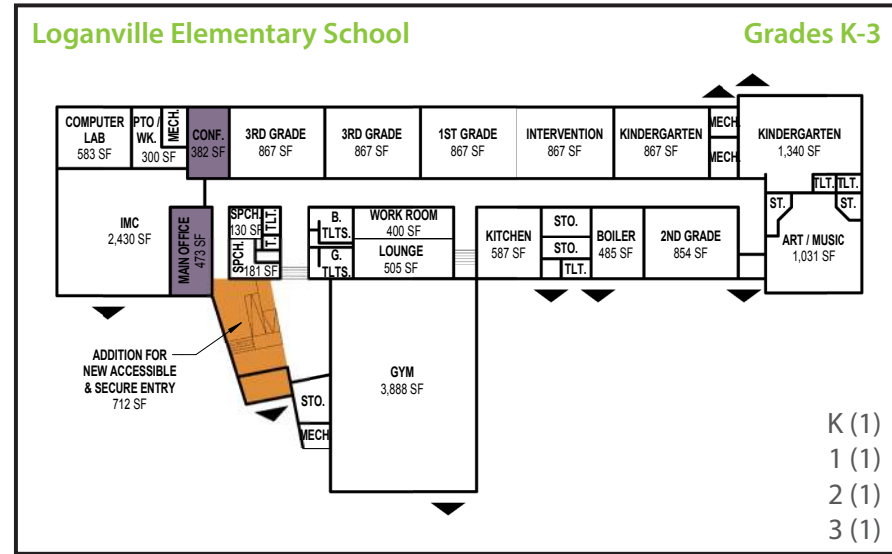 Loganville Elementary School
Grades K-3
COMPUTER
LAB
583 SF
PTO /
WK.
300 SF
MECH.
CONF.
382 SF
3RD GRADE
867 SF
3RD GRADE
867 SF
1ST GRADE
867 SF
INTERVENTION
867 SF
KINDERGARTEN
867 SF
MECH.
MECH.
KINDERGARTEN
1,340 SF
TLT.
TLT.
ST.
ST.
ART / MUSIC
1,031 SF
IMC
2,430 SF
MAIN OFFICE
473 SF
SPCH.
130 SF
TLT.
T.
SPCH.
181 SF
B.
TLTS.
G.
TLTS.
WORK ROOM
400 SF
LOUNGE
505 SF
KITCHEN
587 SF
STO.
STO.
TLT.
BOILER
485 SF
2ND GRADE
854 SF
ADDITION FOR
NEW ACCESSIBLE
& SECURE ENTRY
712 SF
STO.
MECH
GYM
3,888 SF
K (1)
1 (1)
2 (1)
3 (1)